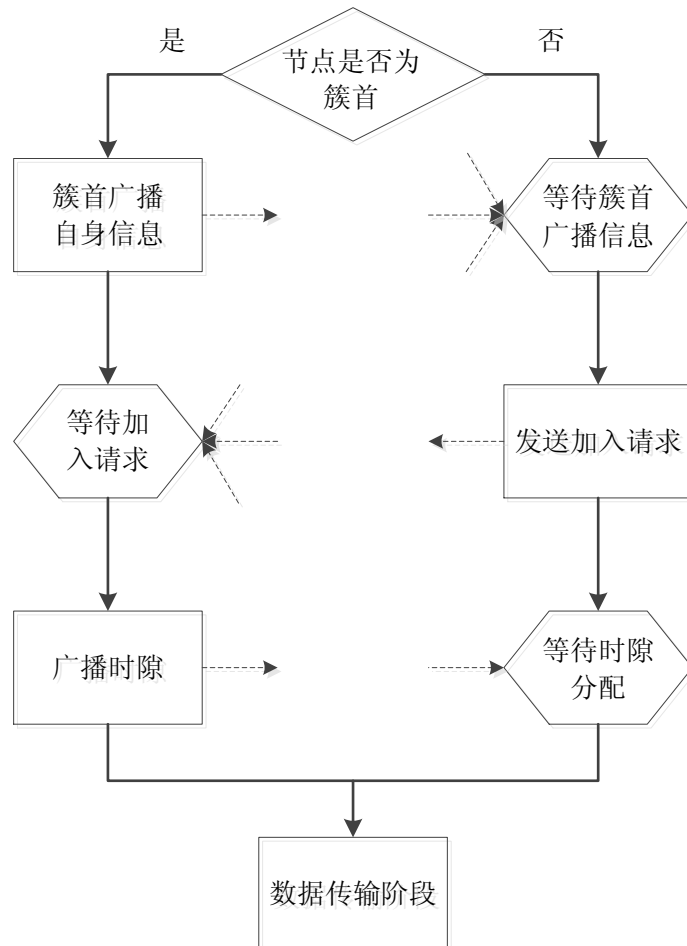 是
节点是否为
簇首
否
簇首广播
自身信息
等待簇首
广播信息
等待加
入请求
发送加入请求
广播时隙
等待时隙
分配
数据传输阶段